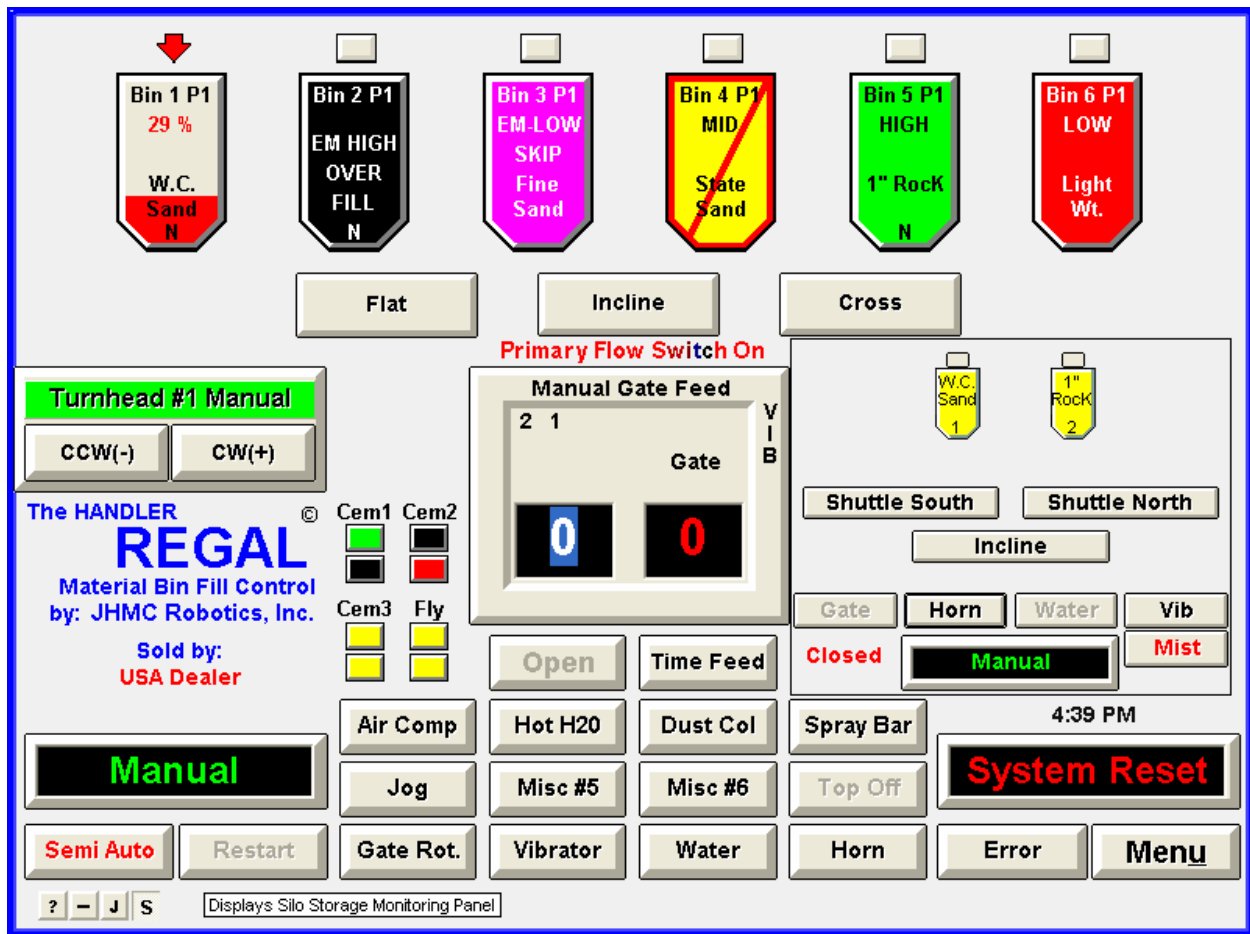 Bin 1 P1
29 %
W.C.
Sand
N
Bin 2 P1
EM HIGH
OVER
FILL
N
Bin 3 P1
EM-LOW
SKIP
Fine
Sand
Bin 4 P1
MID
State
Sand
Bin 5 P1
HIGH
1" RocK
N
Bin 6 P1
LOW
Light
Wt.
Flat
Incline
Cross
Primary Flow Switch On
Turnhead #1 Manual
CCW(-)
CW(+)
Manual Gate Feed
2 1
VIB
Gate
0
0
W.C.
Sand
1
1"
RocK
2
Shuttle South
Shuttle North
Incline
The HANDLER ©
REGAL
Material Bin Fill Control
by: JHMC Robotics, Inc.
Sold by:
USA Dealer
Cem1 Cem2
Cem3 Fly
Gate
Horn
Water
Vib
Closed
Manual
Mist
Open
Time Feed
4:39 PM
Air Comp
Hot H20
Dust Col
Spray Bar
Manual
System Reset
Jog
Misc #5
Misc #6
Top Off
Semi Auto
Restart
Gate Rot.
Vibrator
Water
Horn
Error
Menu
? – J S
Displays Silo Storage Monitoring Panel